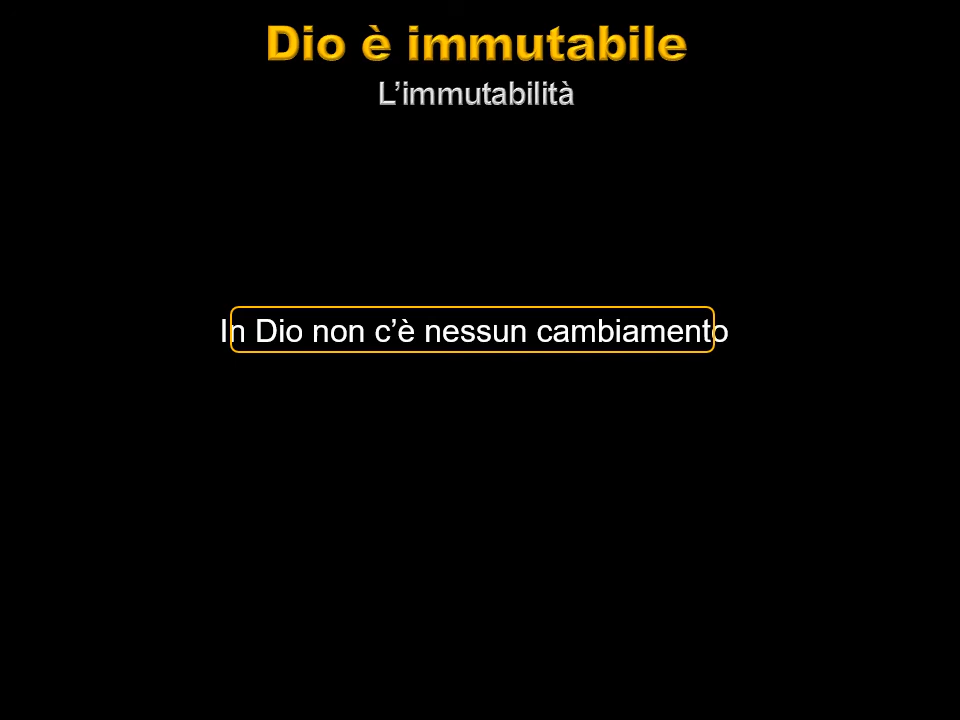 Dio è immutabile
L’immutabilità
In Dio non c’è nessun cambiamento